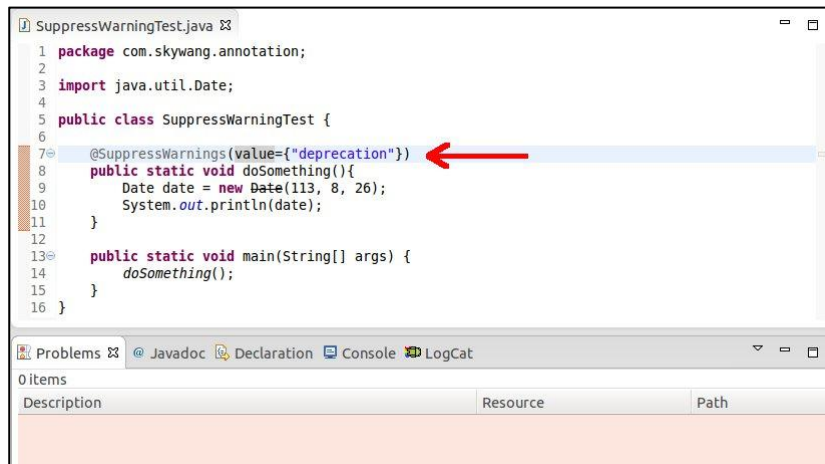 SuppressWarningTest.java
1 package com.skywang.annotation;
2
3 import java.util.Date;
4
5 public class SuppressWarningTest {
6
7 @SuppressWarnings(value={"deprecation"})
8 public static void doSomething(){
9 Date date = new Date(113, 8, 26);
10 System.out.println(date);
11 }
12
13 public static void main(String[] args) {
14 doSomething();
15 }
16 }
Problems @ Javadoc Declaration Console LogCat
0 items
Description Resource Path